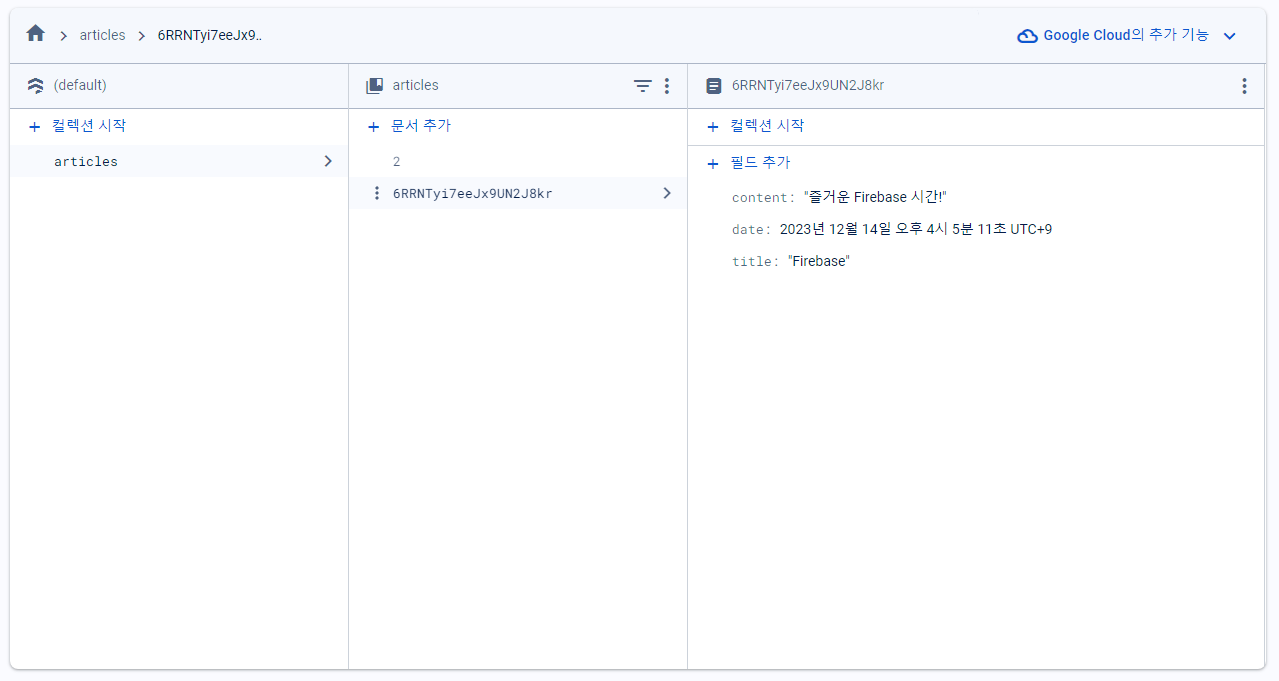 articles 6RRNTyi7eeJx9.. Google Cloud의 추가 기능
(default)
컬렉션 시작
articles
articles
문서 추가
2
6RRNTyi7eeJx9UN2J8kr
6RRNTyi7eeJx9UN2J8kr
컬렉션 시작
필드 추가
content: "즐거운 Firebase 시간!"
date: 2023년 12월 14일 오후 4시 5분 11초 UTC+9
title: "Firebase"